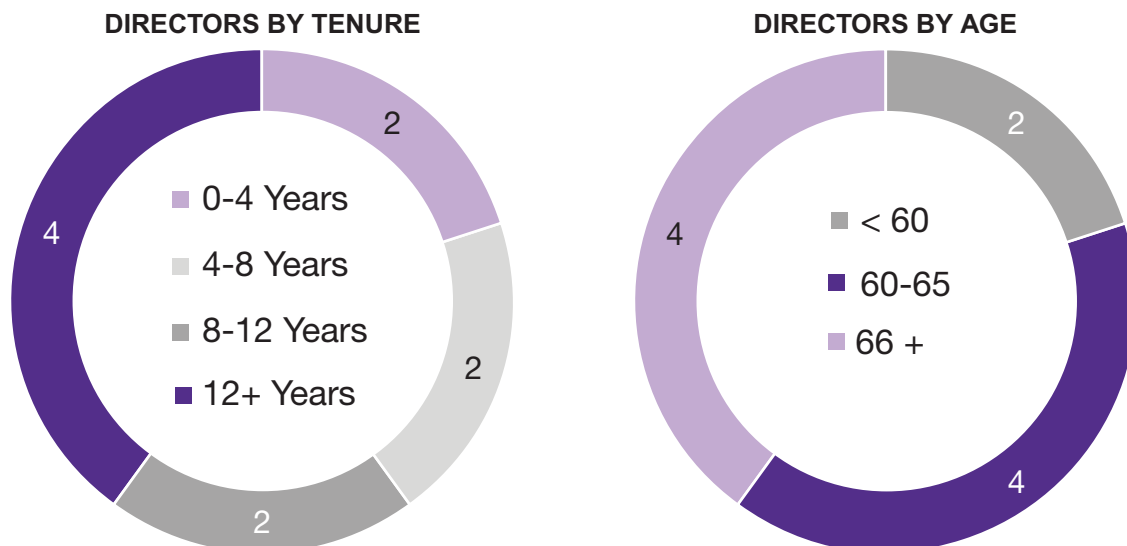 DIRECTORS BY TENURE
2
4
0-4 Years
4-8 Years
8-12 Years
12+ Years
2
2
DIRECTORS BY AGE
2
4
< 60
60-65
66 +
4